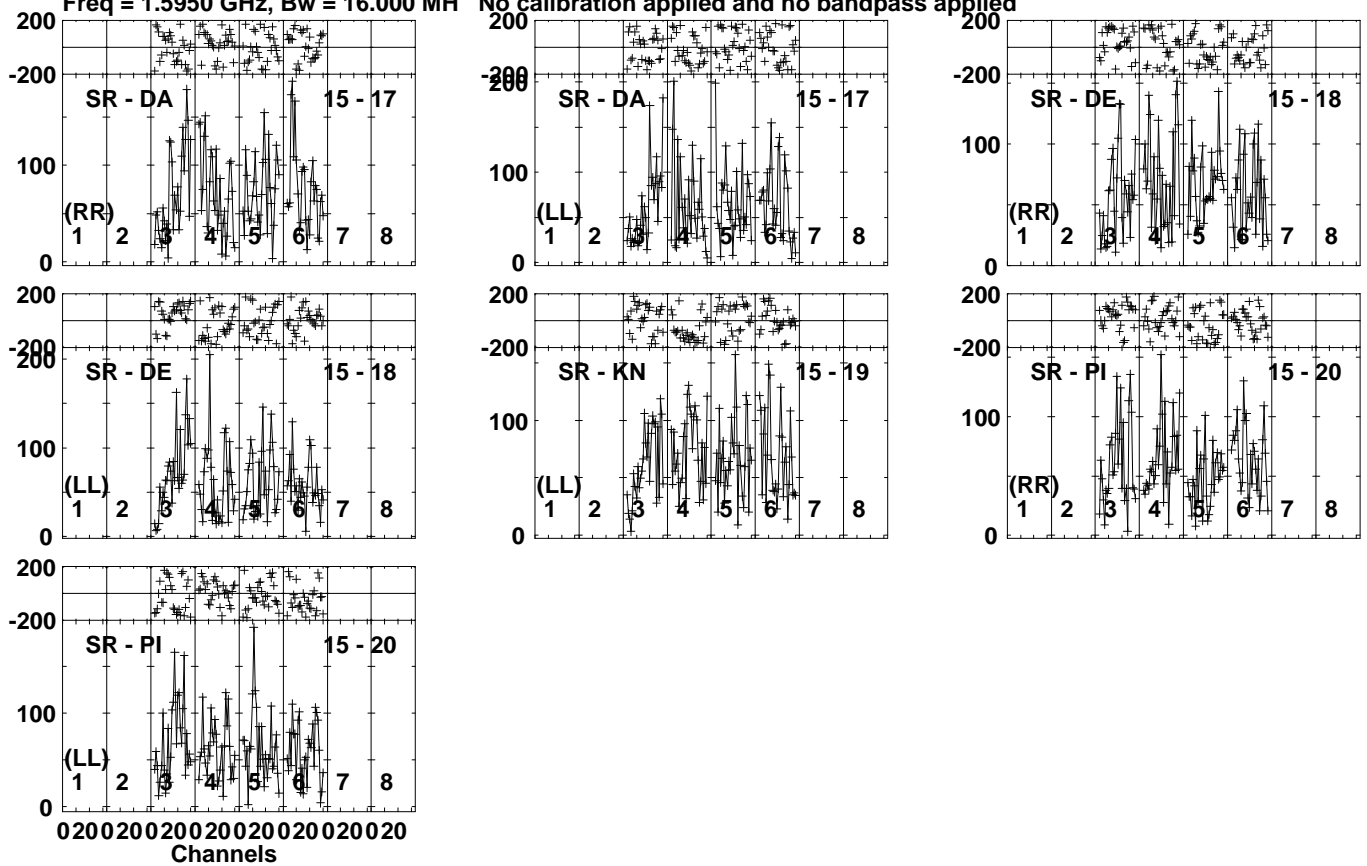 Freq = 1.5950 GHz, Bw = 16.000 MH No calibration applied and no bandpass applied
200
-200
SR - DA 15 - 17
100
(RR)
1 2 3 4 5 6 7 8
0
200
-200
200
SR - DA 15 - 17
100
(LL)
1 2 3 4 5 6 7 8
0
200
-200
SR - DE 15 - 18
100
(RR)
1 2 3 4 5 6 7 8
0
200
-200
200
SR - DE 15 - 18
100
(LL)
1 2 3 4 5 6 7 8
0
200
-200
SR - KN 15 - 19
100
(LL)
1 2 3 4 5 6 7 8
0
200
-200
SR - PI 15 - 20
100
(RR)
1 2 3 4 5 6 7 8
0
200
-200
SR - PI 15 - 20
100
(LL)
1 2 3 4 5 6 7 8
0
0 20 0 20 0 20 0 20 0 20 0 20 0 20 0 20
Channels